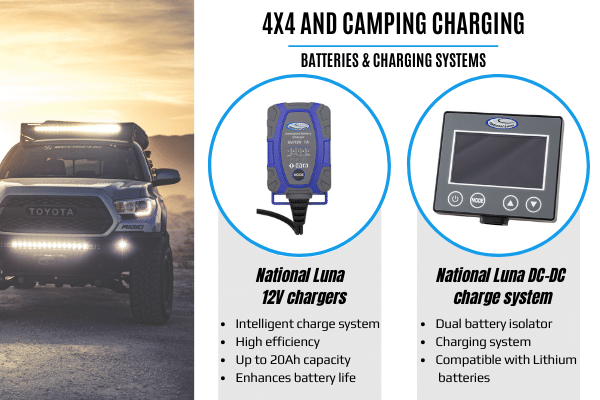 4X4 AND CAMPING CHARGING
BATTERIES & CHARGING SYSTEMS
TOYOTA
MODE
MODE
National Luna
12V chargers
• Intelligent charge system
• High efficiency
• Up to 20Ah capacity
• Enhances battery life
National Luna DC-DC
charge system
• Dual battery isolator
• Charging system
• Compatible with Lithium
batteries